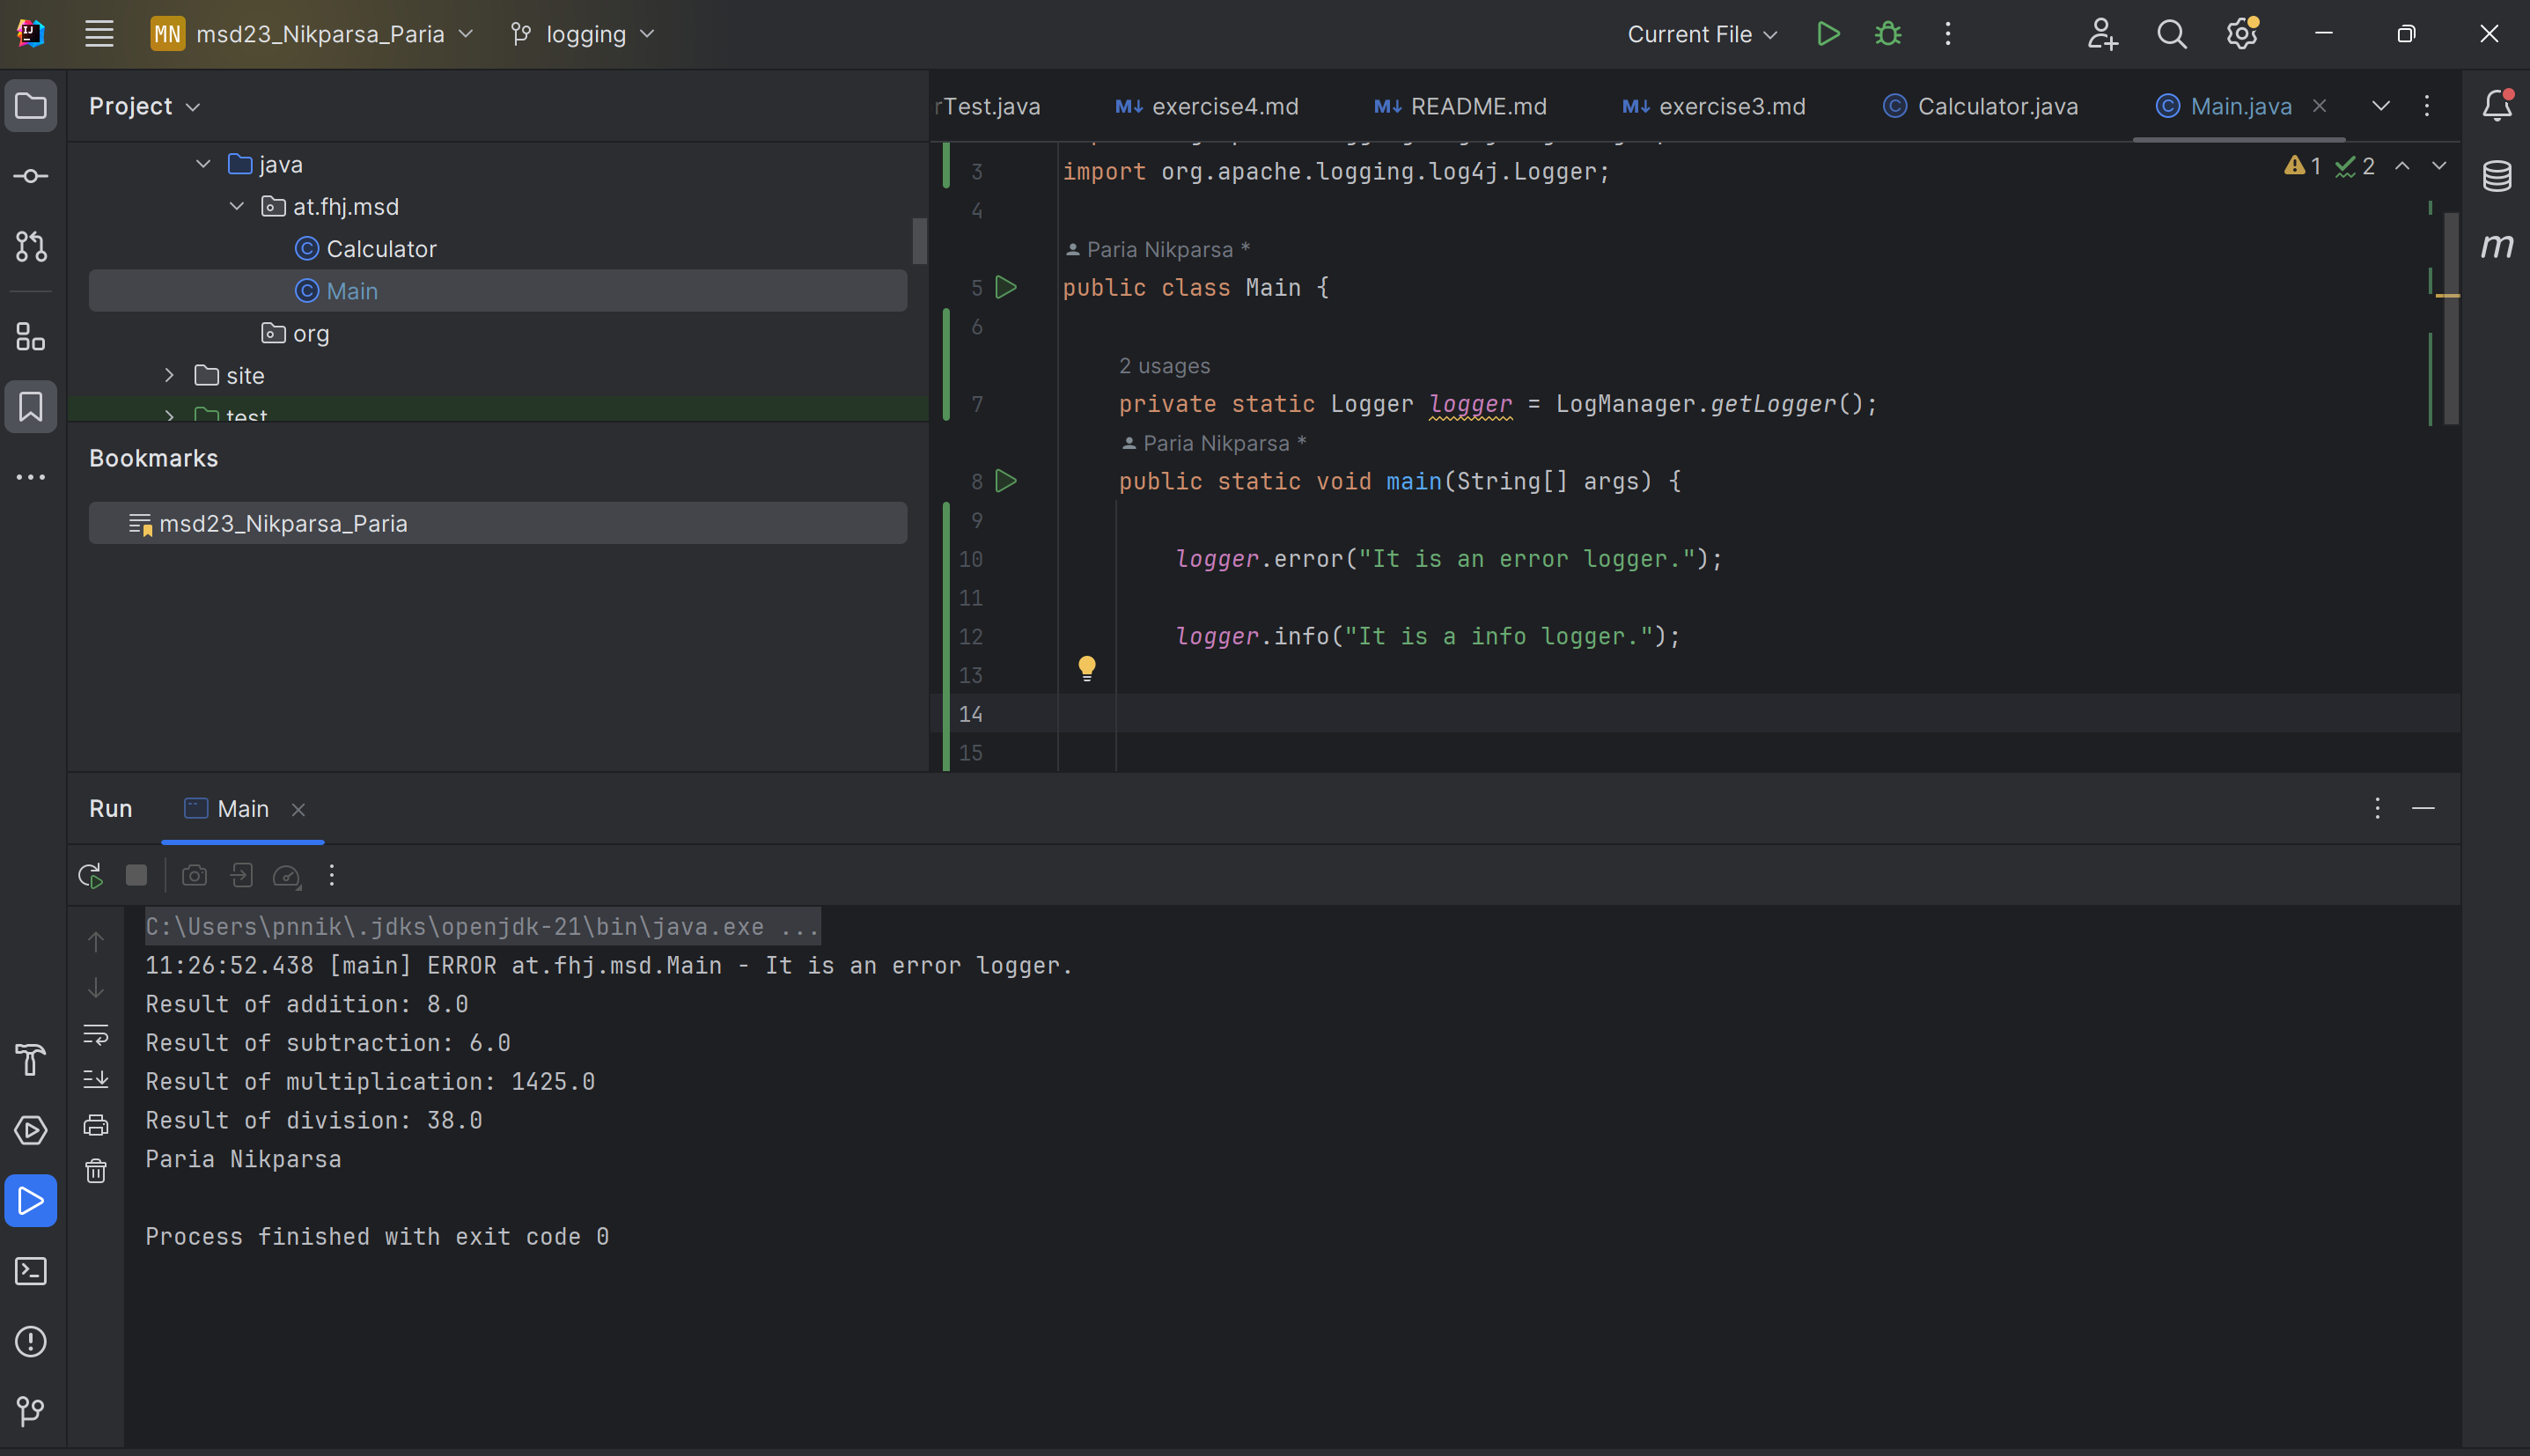 MN msd23_Nikparsa_Paria logging Current File
Project
java
at.fhj.msd
Calculator
Main
org
site
test
Bookmarks
msd23_Nikparsa_Paria
rTest.java exercise4.md README.md exercise3.md Calculator.java Main.java
1 2
3 import org.apache.logging.log4j.Logger;
4
Paria Nikparsa *
5 public class Main {
6
2 usages
7 private static Logger logger = LogManager.getLogger();
Paria Nikparsa *
8 public static void main(String[] args) {
9
10 logger.error("It is an error logger.");
11
12 logger.info("It is a info logger.");
13
14
15
Run Main
C:\Users\pnnik\.jdks\openjdk-21\bin\java.exe ...
11:26:52.438 [main] ERROR at.fhj.msd.Main - It is an error logger.
Result of addition: 8.0
Result of subtraction: 6.0
Result of multiplication: 1425.0
Result of division: 38.0
Paria Nikparsa
Process finished with exit code 0